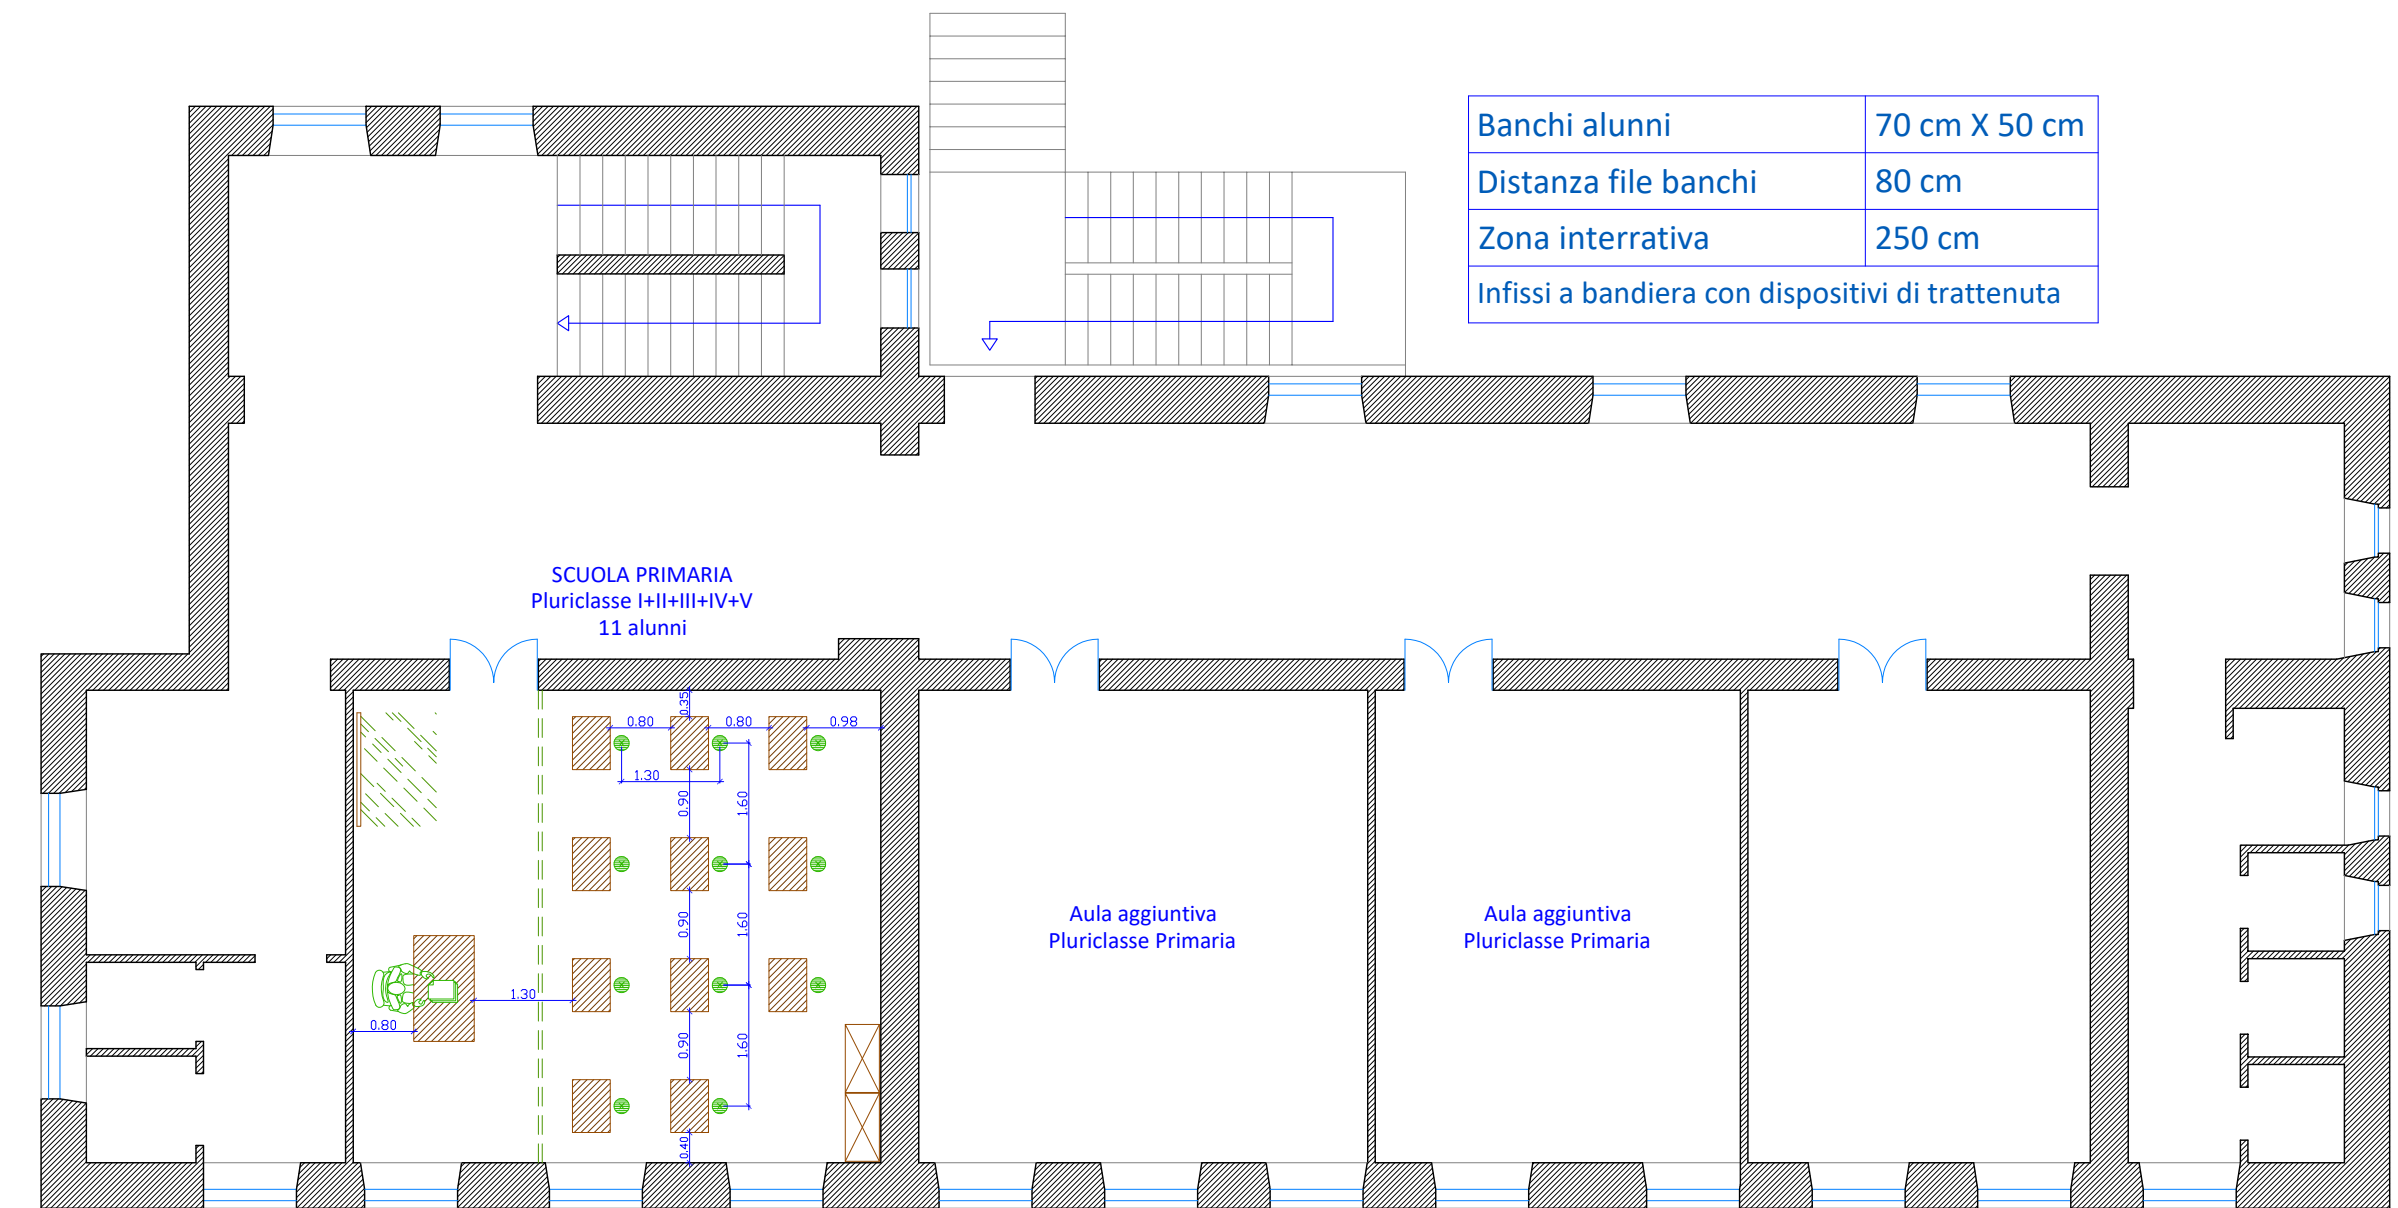 Banchi alunni 70 cm X 50 cm
Distanza file banchi 80 cm
Zona interrativa 250 cm
Infissi a bandiera con dispositivi di trattenuta
SCUOLA PRIMARIA
Pluriclasse I+II+III+IV+V
11 alunni
0.35
0.80
0.80
0.98
1.30
0.90
1.60
Aula aggiuntiva
Pluriclasse Primaria
Aula aggiuntiva
Pluriclasse Primaria
0.90
1.60
1.30
0.80
0.90
1.60
0.40